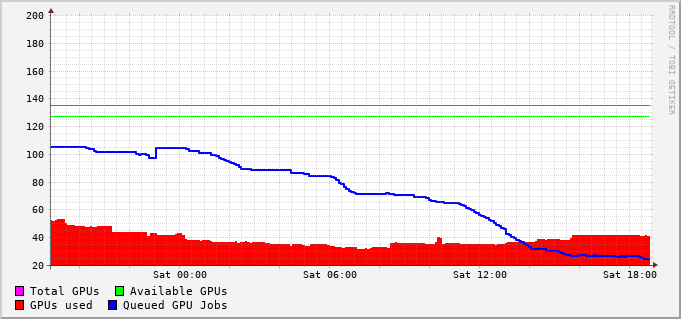 200
180
160
140
120
100
80
60
40
20
Sat 00:00 Sat 06:00 Sat 12:00 Sat 18:00
Total GPUs Available GPUs
GPUs used Queued GPU Jobs
RRDTOOL / TOBI OETIKER